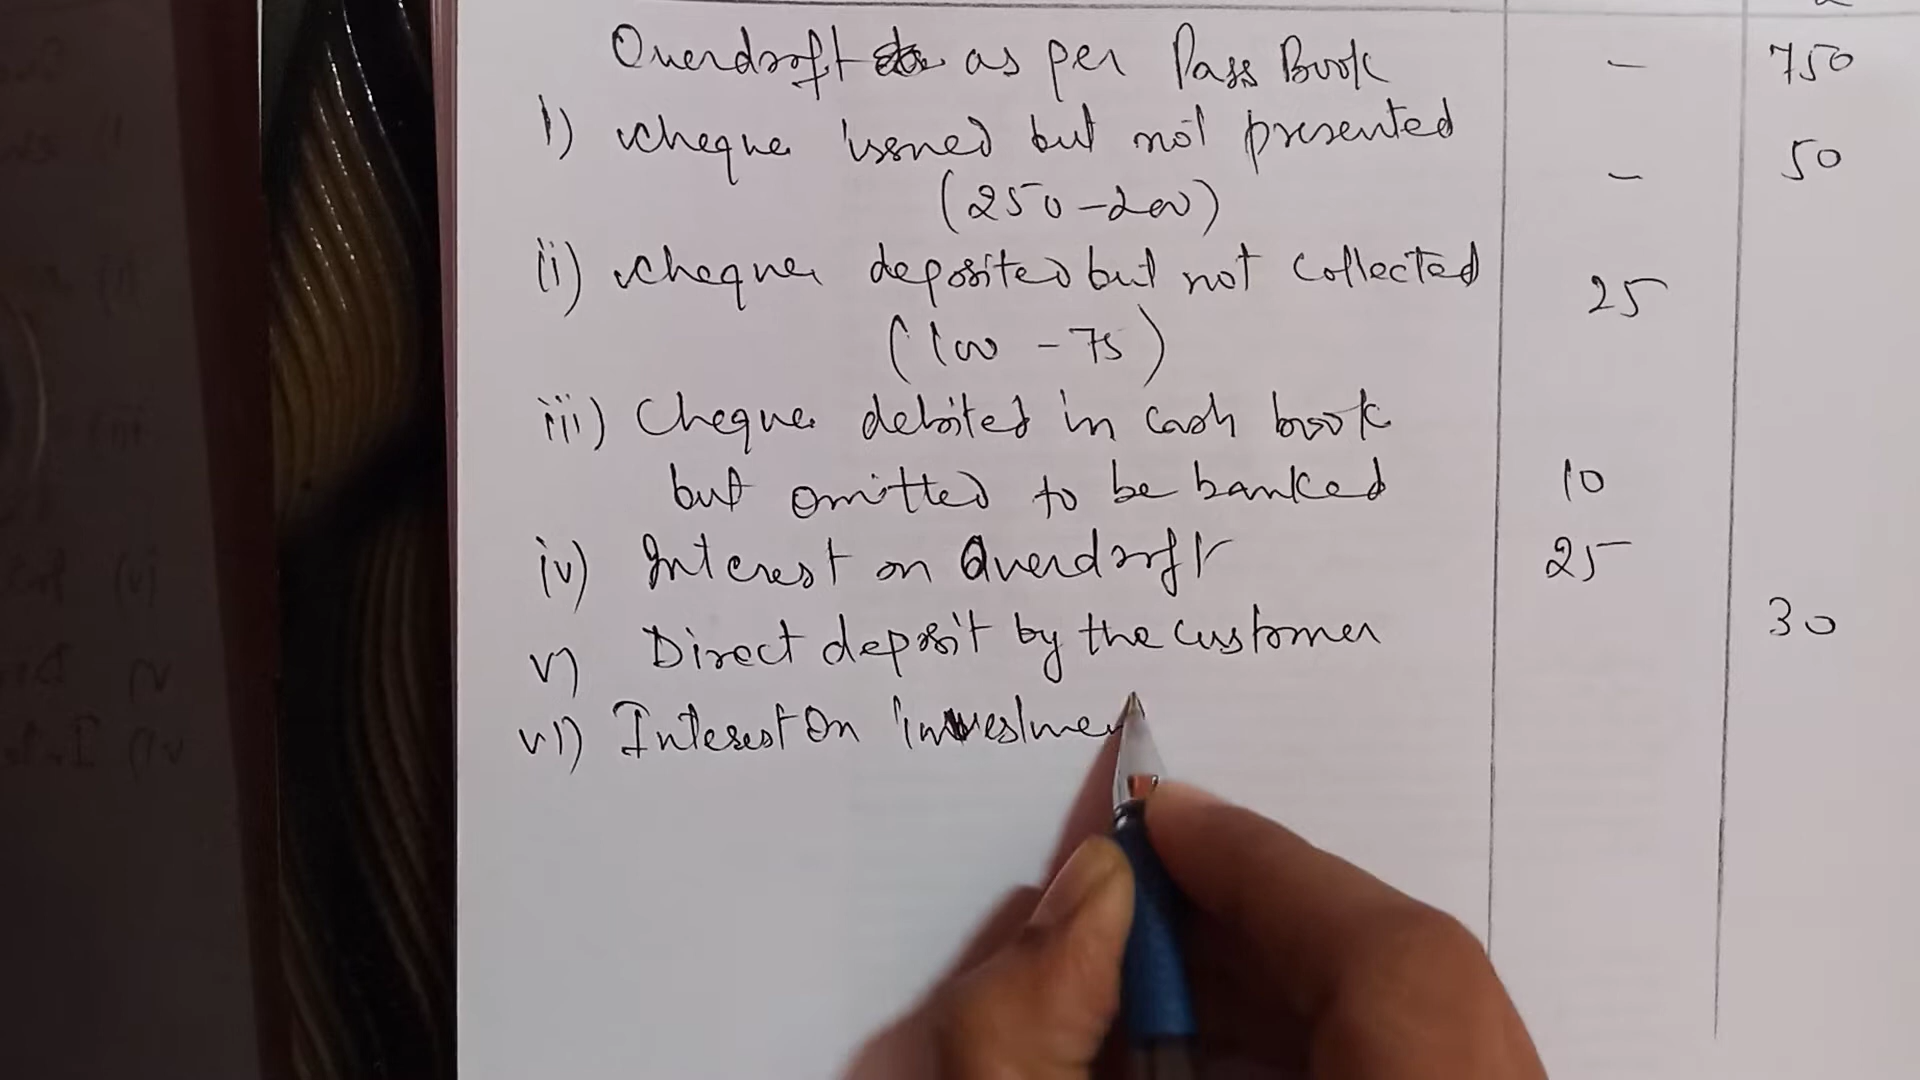 Overdraft as per Pass Book - 750
i) cheque issued but not presented 50
(250-200) -
(ii) cheque deposited but not collected 25
(100 - 75)
iii) Cheque debited in cash book
but omitted to be banked 10
iv) Interest on Overdraft 25
v) Direct deposit by the customer 30
vi) Interest On investmen